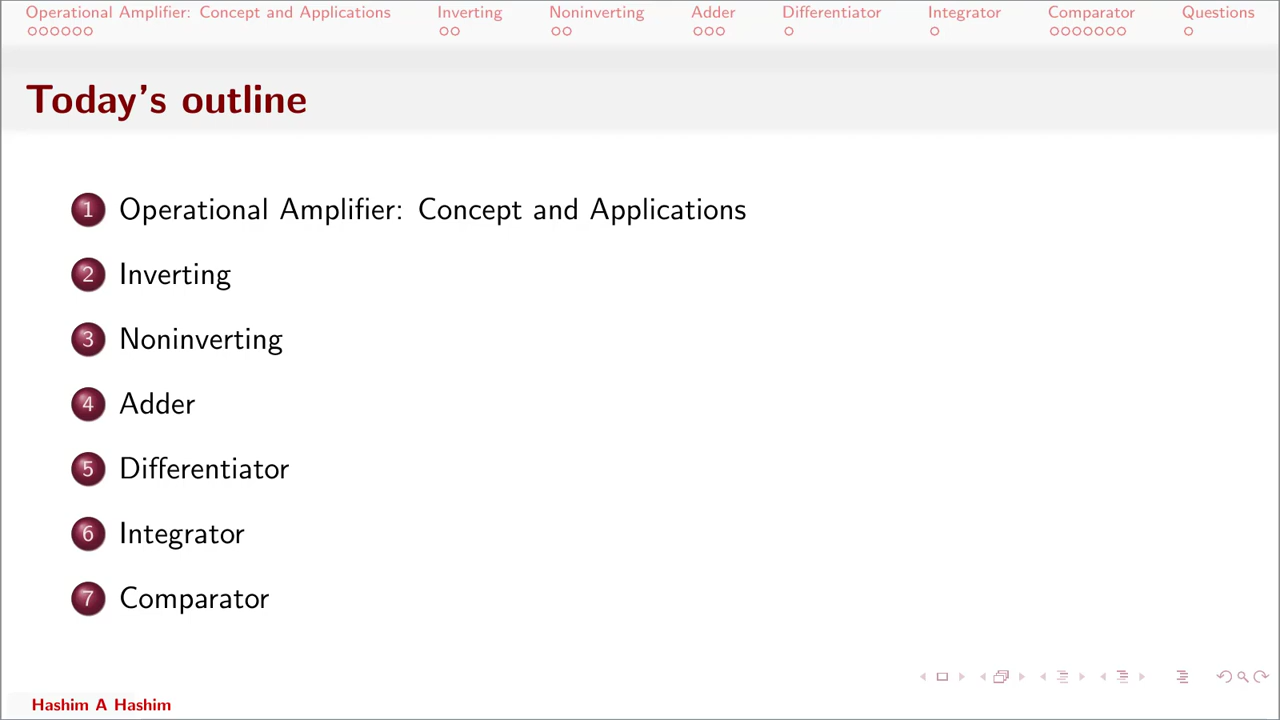 Operational Amplifier: Concept and Applications Inverting Noninverting Adder Differentiator Integrator Comparator Questions
Today's outline
1 Operational Amplifier: Concept and Applications
2 Inverting
3 Noninverting
4 Adder
5 Differentiator
6 Integrator
7 Comparator
Hashim A Hashim